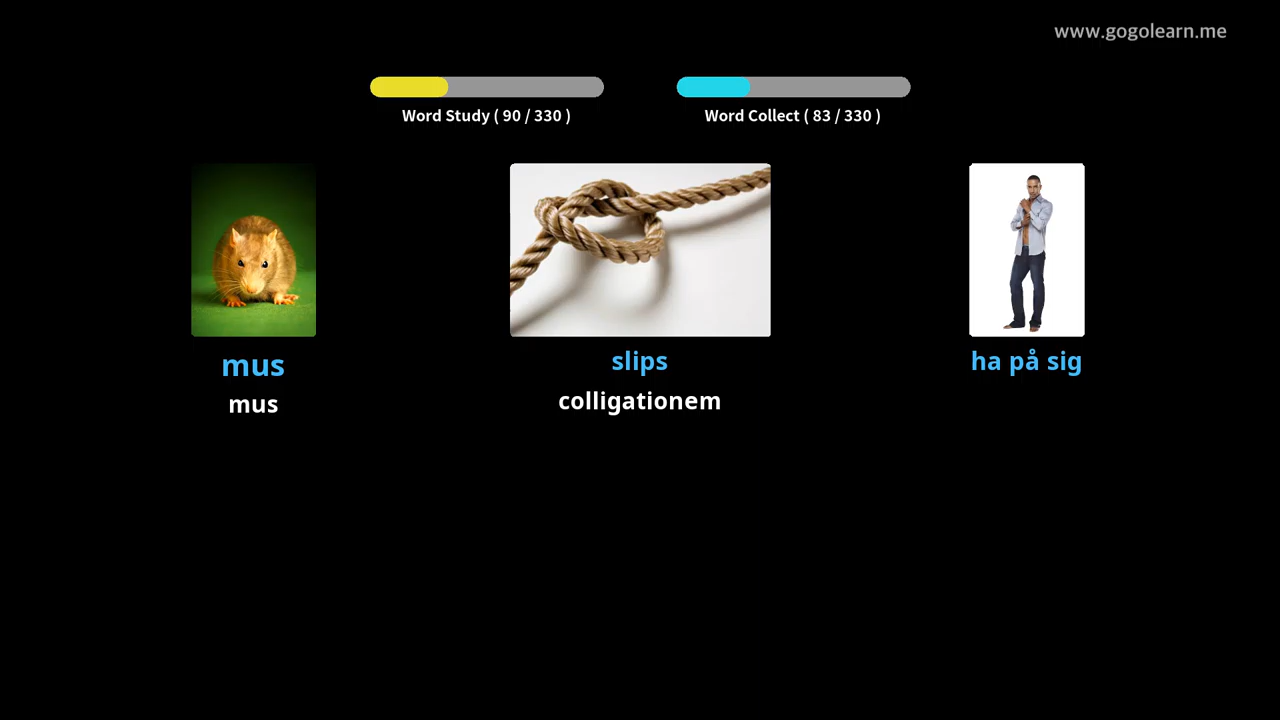 www.gogolearn.me
Word Study ( 90 / 330 )
Word Collect ( 83 / 330 )
mus
mus
slips
colligationem
ha på sig